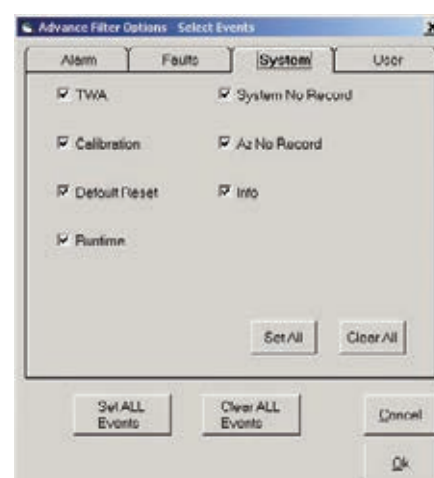 Advance Filter Options Select Events
Alarm Faults System User
TWA System No Record
Calibration Az No Record
Default Reset Info
Runtime
Set All Clear All
Set ALL Events Clear ALL Events Cancel
Ok